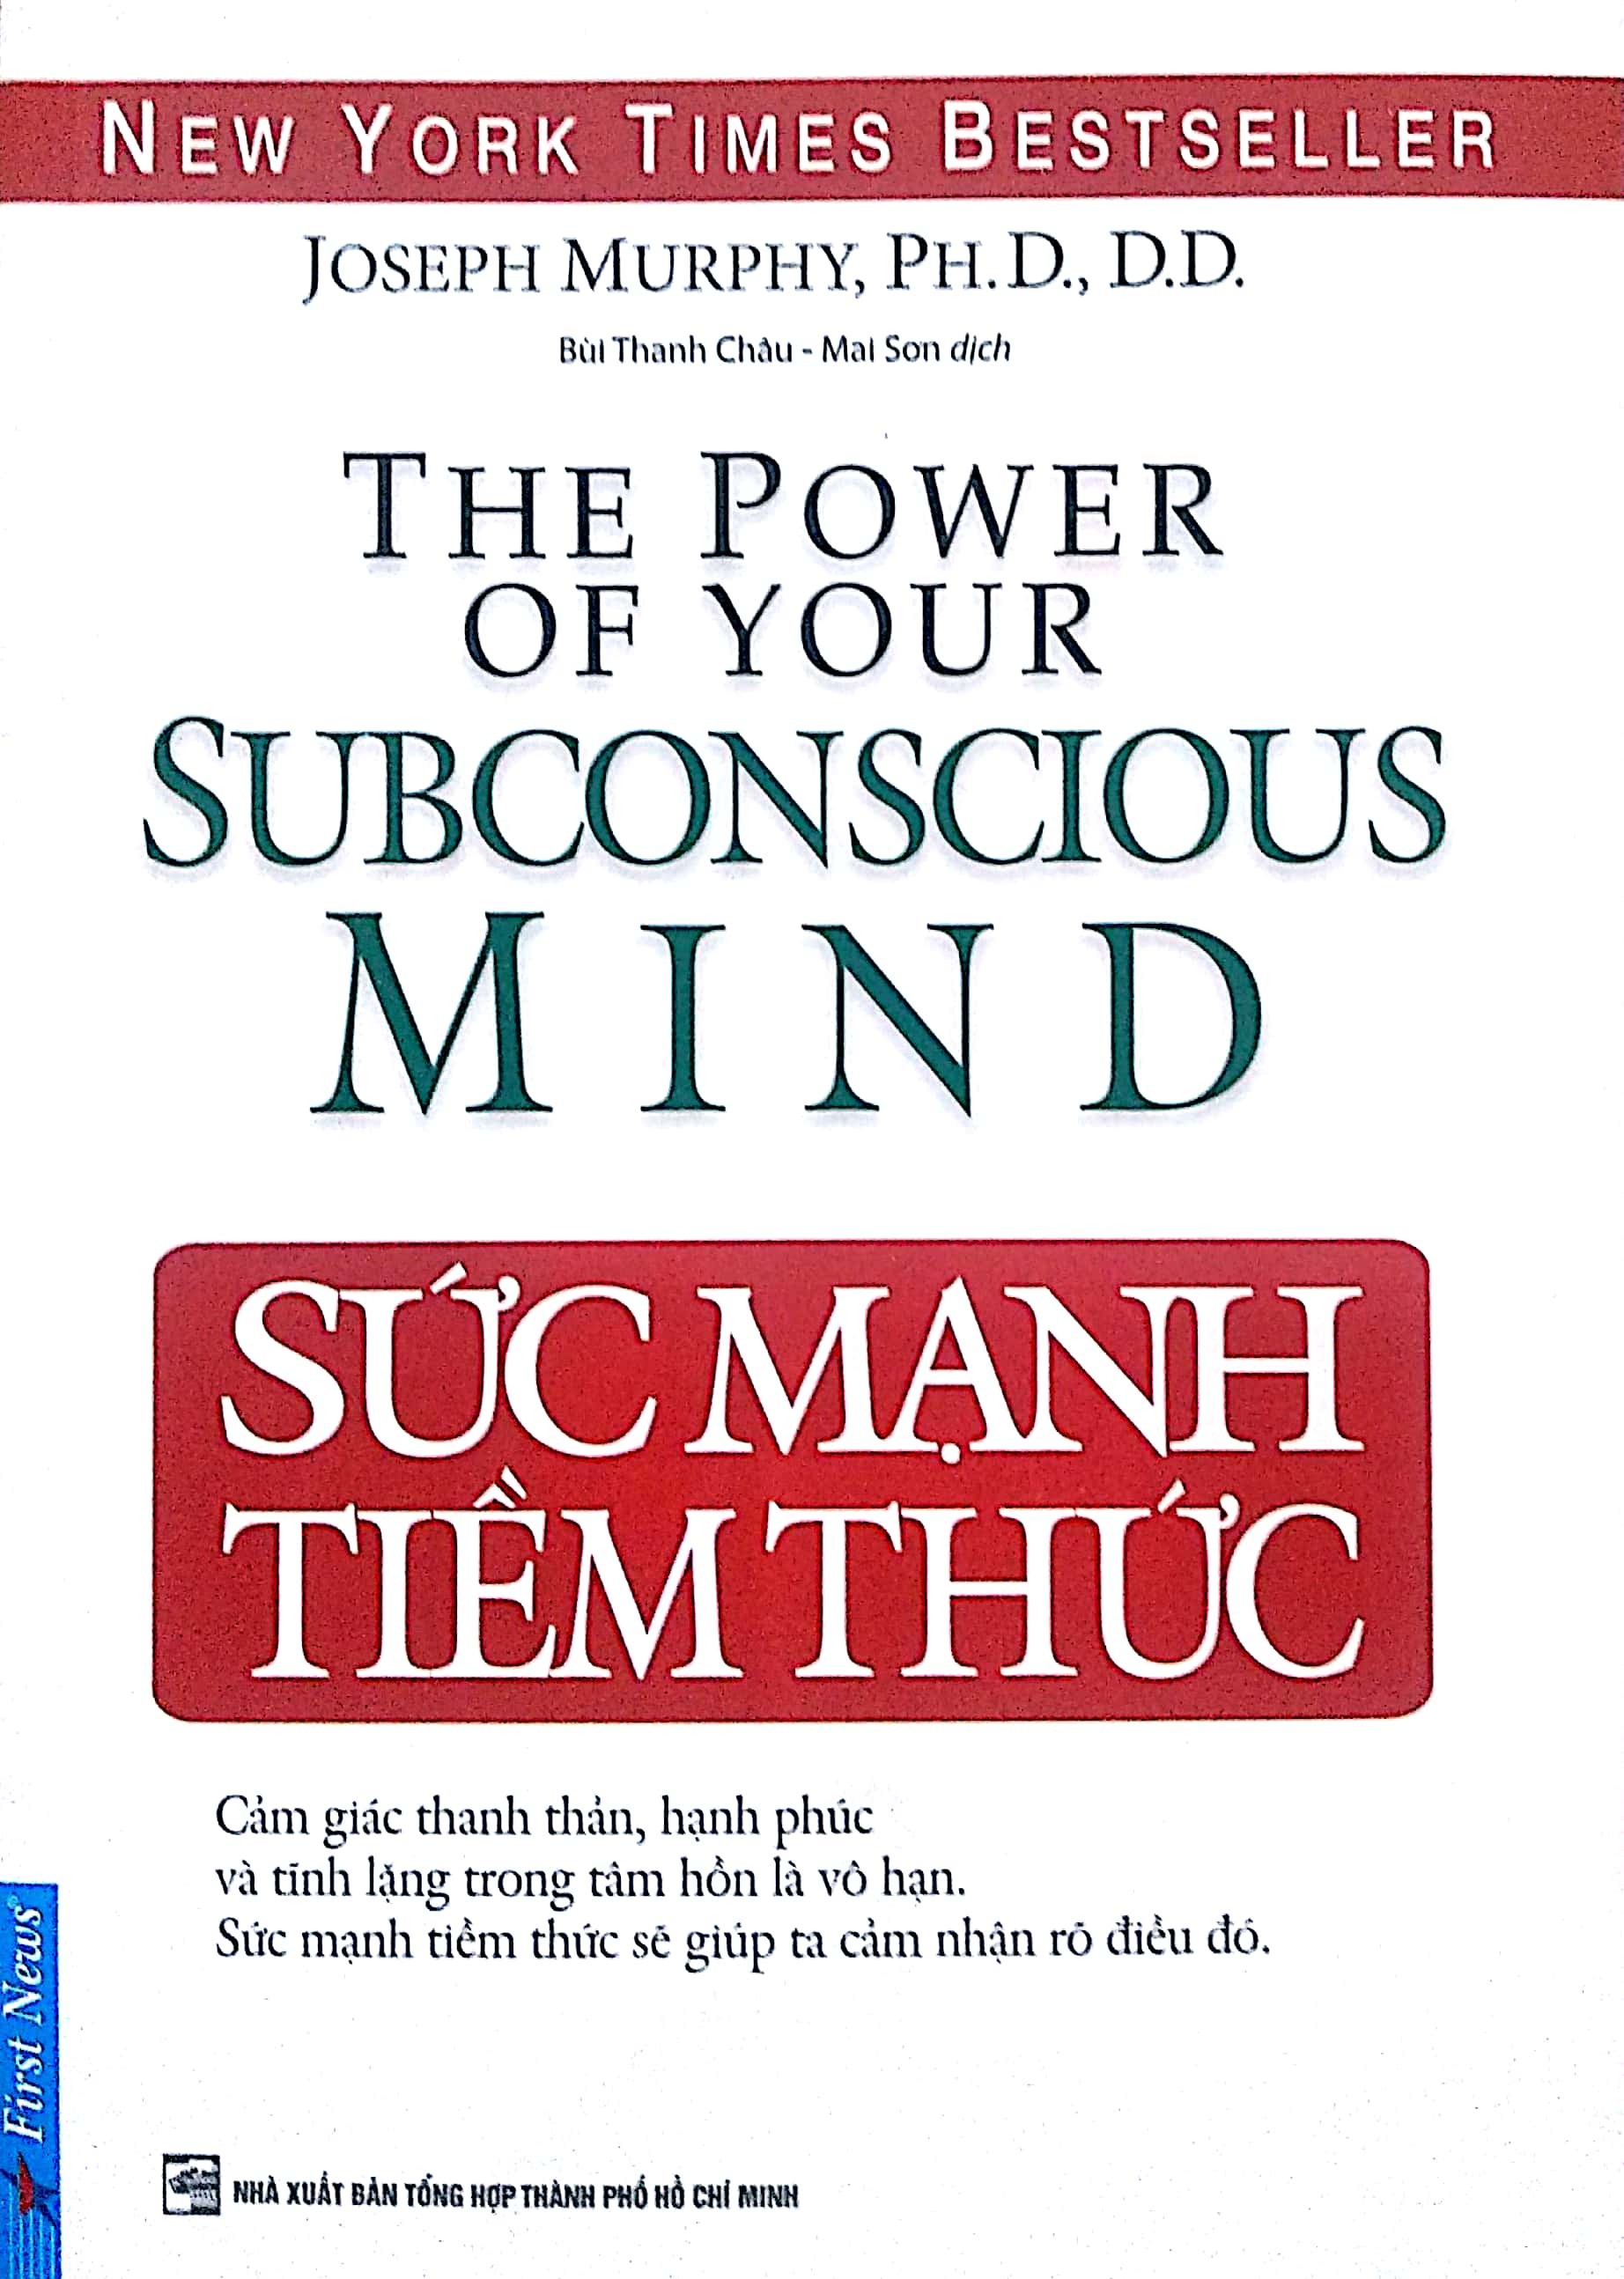 NEW YORK TIMES BESTSELLER
JOSEPH MURPHY, PH.D., D.D.
Bùi Thanh Châu - Mai Sơn dịch
THE POWER
OF YOUR
SUBCONSCIOUS
MIND
SỨC MẠNH
TIỀM THỨC
Cảm giác thanh thản, hạnh phúc
và tĩnh lặng trong tâm hồn là vô hạn.
Sức mạnh tiềm thức sẽ giúp ta cảm nhận rõ điều đó.
First News
NHÀ XUẤT BẢN TỔNG HỢP THÀNH PHỐ HỒ CHÍ MINH